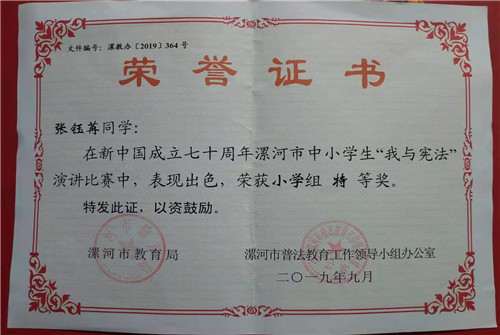 文件编号：漯教办〔2019〕364号
荣誉证书
张钰苒同学：
在新中国成立七十周年漯河市中小学生“我与宪法”
演讲比赛中，表现出色，荣获小学组 特 等奖。
特发此证，以资鼓励。
漯河市教育局 漯河市普法教育工作领导小组办公室
二〇一九年九月